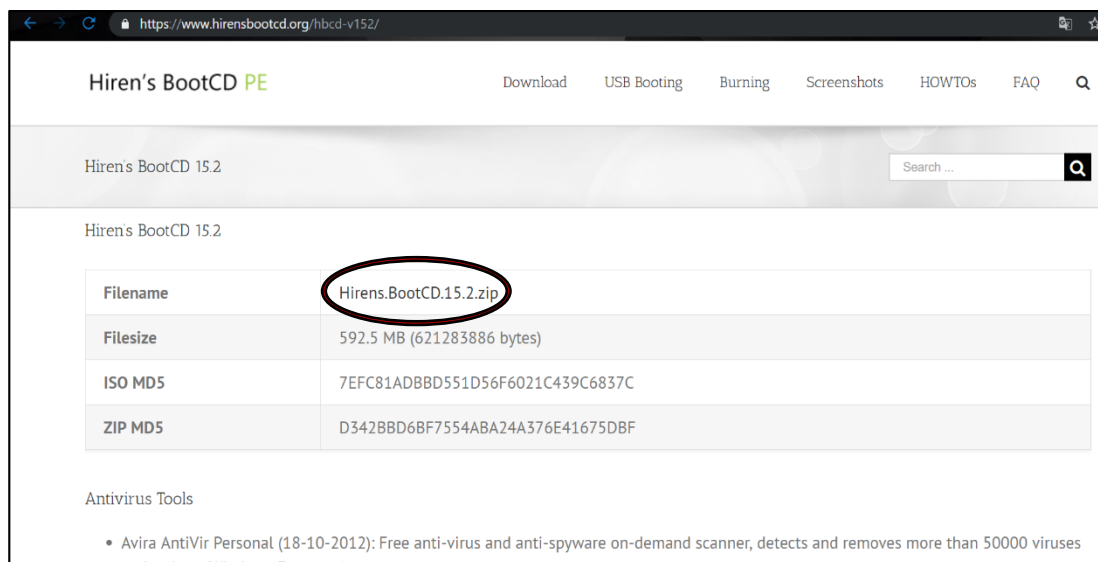 https://www.hirensbootcd.org/hbcd-v152/
Hiren's BootCD PE Download USB Booting Burning Screenshots HOWTOs FAQ
Hiren's BootCD 15.2 Search ...
Hiren's BootCD 15.2
Filename Hirens.BootCD.15.2.zip
Filesize 592.5 MB (621283886 bytes)
ISO MD5 7EFC81ADBBD551D56F6021C439C6837C
ZIP MD5 D342BBD6BF7554ABA24A376E41675DBF
Antivirus Tools
• Avira AntiVir Personal (18-10-2012): Free anti-virus and anti-spyware on-demand scanner, detects and removes more than 50000 viruses